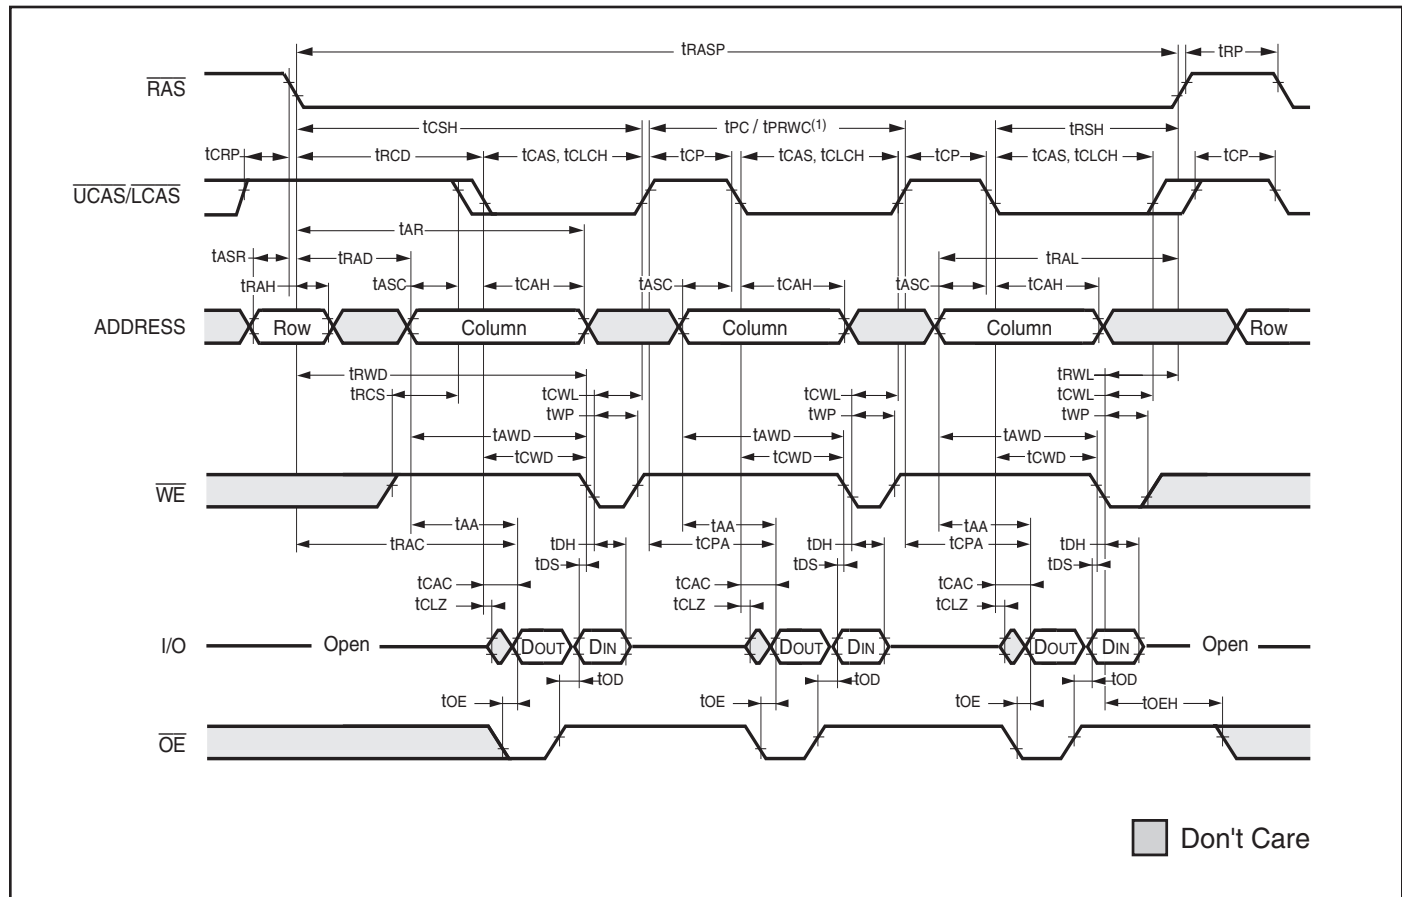 tRASP tRP
RAS
tCSH tPC / tPRWC(1) tRSH
tCRP tRCD tCAS, tCLCH tCP tCAS, tCLCH tCP tCAS, tCLCH tCP
UCAS/LCAS
tAR
tASR tRAD tRAL
tRAH tASC tCAH tASC tCAH tASC tCAH
ADDRESS Row Column Column Column Row
tRWD tRWL
tRCS tCWL tCWL tCWL
tWP tWP tWP
tAWD tAWD tAWD
tCWD tCWD tCWD
WE
tAA tAA tAA
tRAC tDH tCPA tDH tCPA tDH
tDS tDS tDS
tCAC tCAC tCAC
tCLZ tCLZ tCLZ
I/O Open DOUT DIN DOUT DIN DOUT DIN Open
tOD tOD tOD
tOE tOE tOE tOEH
OE
Don't Care